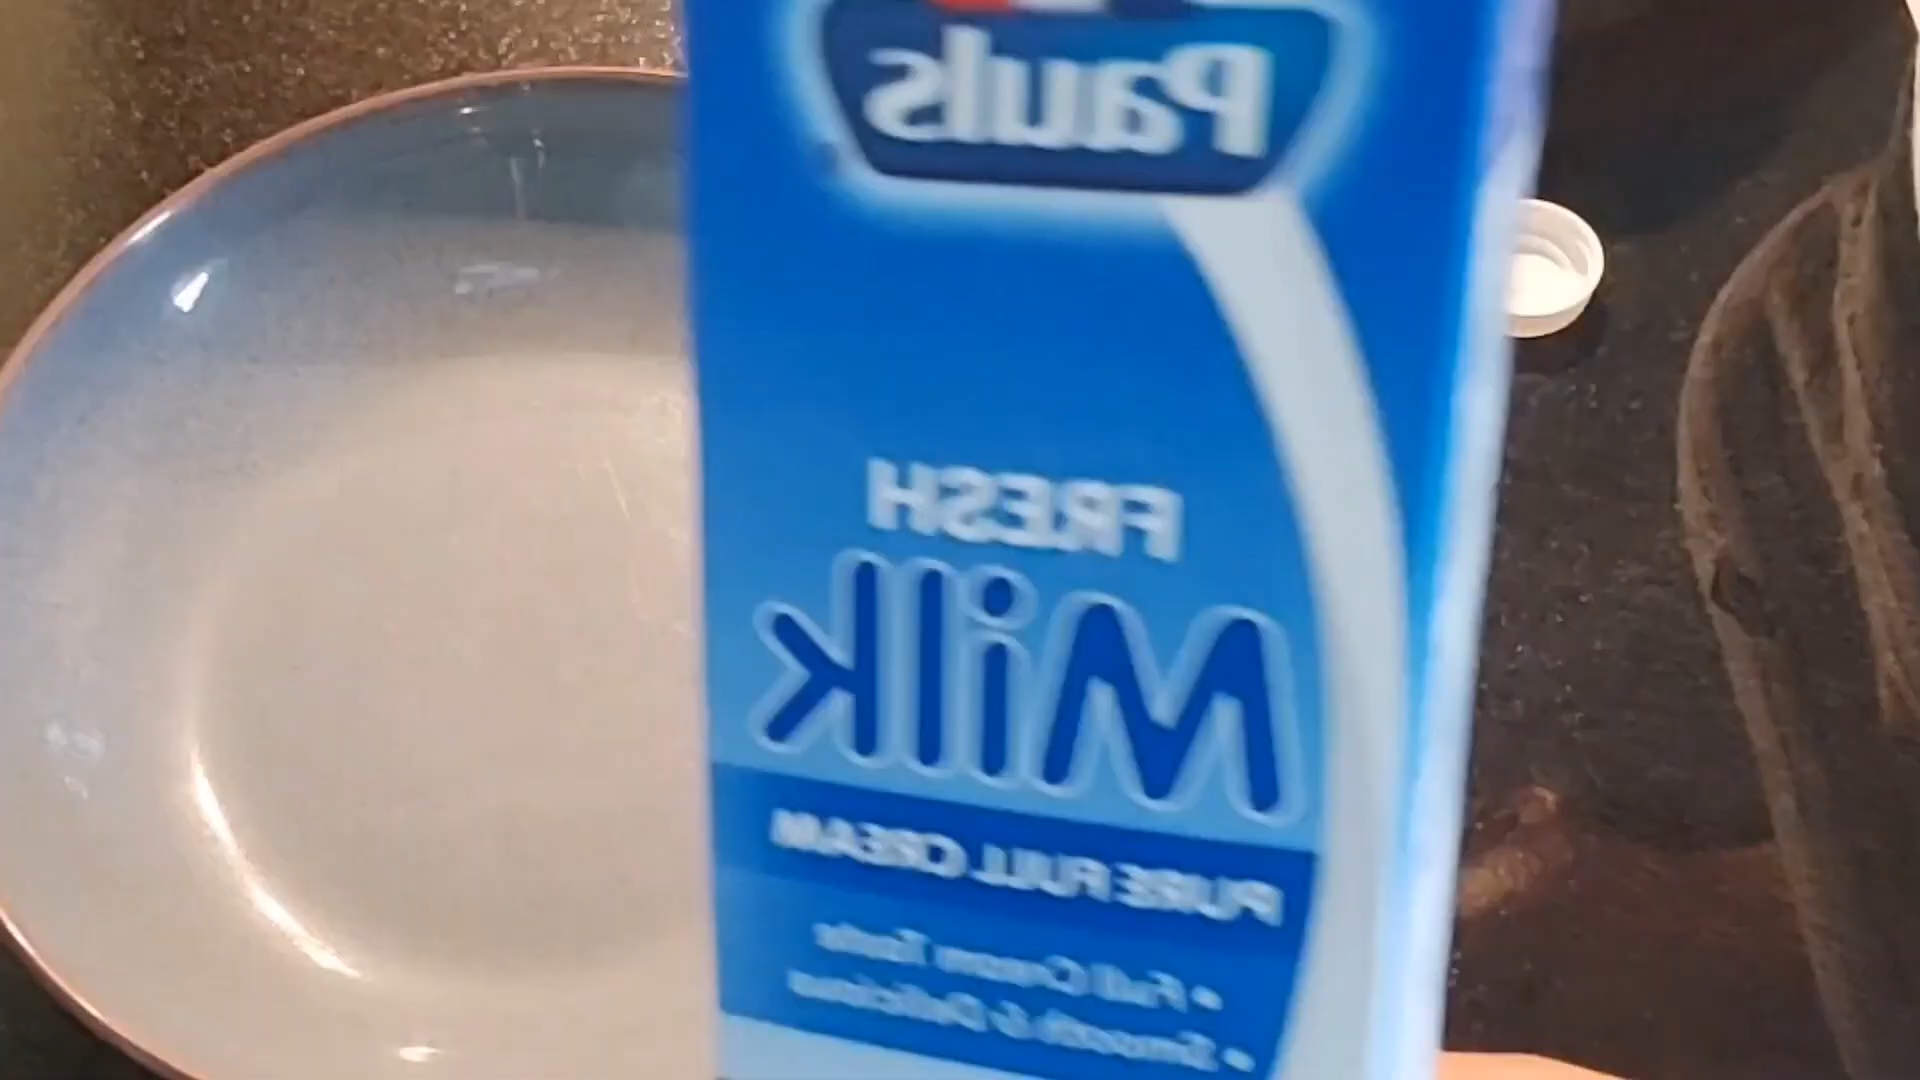 Pauls
FRESH
Milk
PURE FULL CREAM
• Full Cream Taste
• Smooth & Delicious